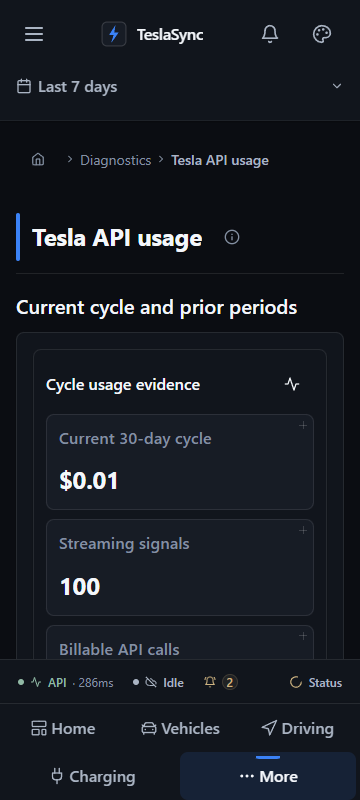 TeslaSync
Last 7 days
Diagnostics
Tesla API usage
Tesla API usage
Current cycle and prior periods
Cycle usage evidence
Current 30-day cycle
$0.01
Streaming signals
100
Billable API calls
API · 286ms
Idle
2
Status
Home
Vehicles
Driving
Charging
More